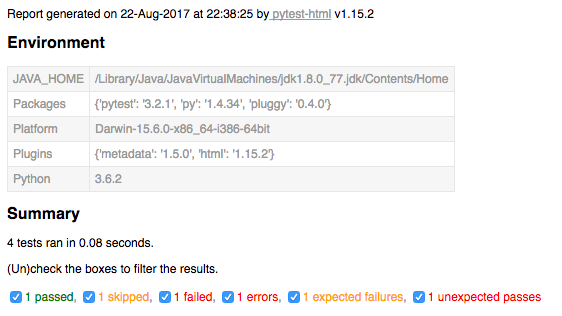 Report generated on 22-Aug-2017 at 22:38:25 by pytest-html v1.15.2
Environment
JAVA_HOME /Library/Java/JavaVirtualMachines/jdk1.8.0_77.jdk/Contents/Home
Packages {'pytest': '3.2.1', 'py': '1.4.34', 'pluggy': '0.4.0'}
Platform Darwin-15.6.0-x86_64-i386-64bit
Plugins {'metadata': '1.5.0', 'html': '1.15.2'}
Python 3.6.2
Summary
4 tests ran in 0.08 seconds.
(Un)check the boxes to filter the results.
1 passed, 1 skipped, 1 failed, 1 errors, 1 expected failures, 1 unexpected passes